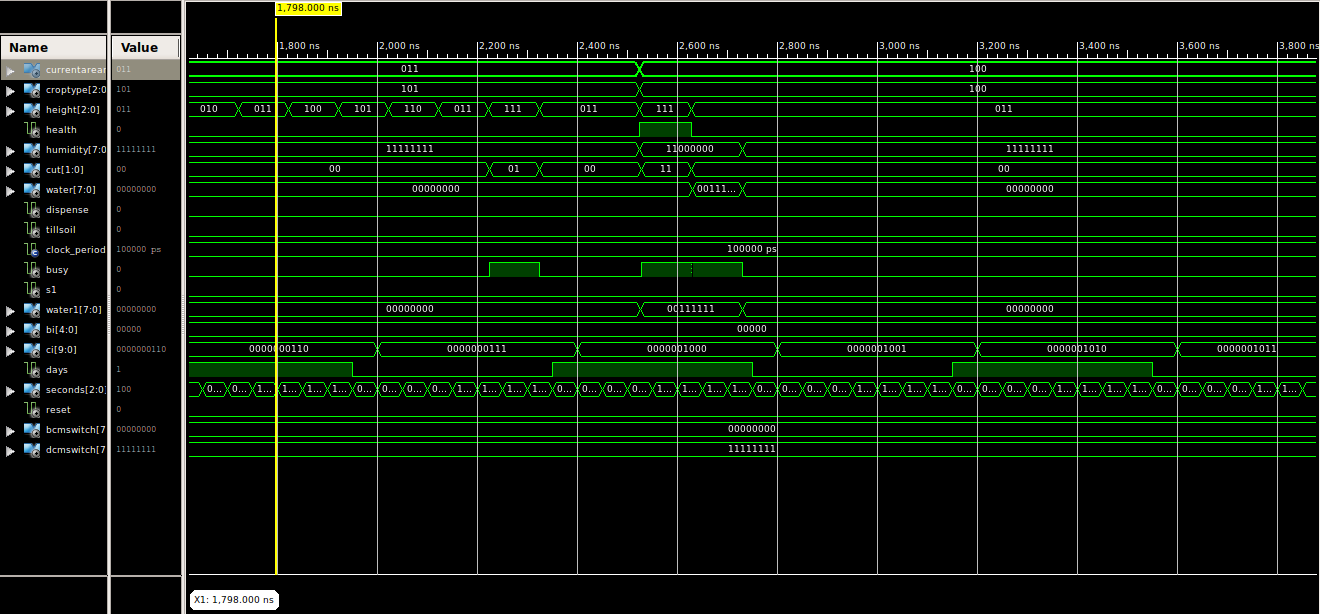 1,798.000 ns
Name Value
1,800 ns 2,000 ns 2,200 ns 2,400 ns 2,600 ns 2,800 ns 3,000 ns 3,200 ns 3,400 ns 3,600 ns 3,800 ns
currentarea 011 011 100
croptype[2:0 101 101 100
height[2:0] 011 010 011 100 101 110 011 111 011 111 011
health 0
humidity[7:0 11111111 11111111 11000000 11111111
cut[1:0] 00 00 01 00 11 00
water[7:0] 00000000 00000000 00111... 00000000
dispense 0
tillsoil 0
clock_period 100000 ps 100000 ps
busy 0
s1 0
water1[7:0] 00000000 00000000 00111111 00000000
bi[4:0] 00000 00000
ci[9:0] 0000000110 0000000110 0000000111 0000001000 0000001001 0000001010 0000001011
days 1
seconds[2:0] 100 0... 0... 1... 1... 1... 1... 0... 0... 0... 0... 1... 1... 1... 1... 0... 0... 0... 0... 1... 1... 1... 1... 0... 0... 0... 0... 1... 1... 1... 1... 0... 0... 0... 0... 1... 1... 1... 1... 0... 0... 0... 0... 1... 1...
reset 0
bcmswitch[7 00000000 00000000
dcmswitch[7 11111111 11111111
X1: 1,798.000 ns